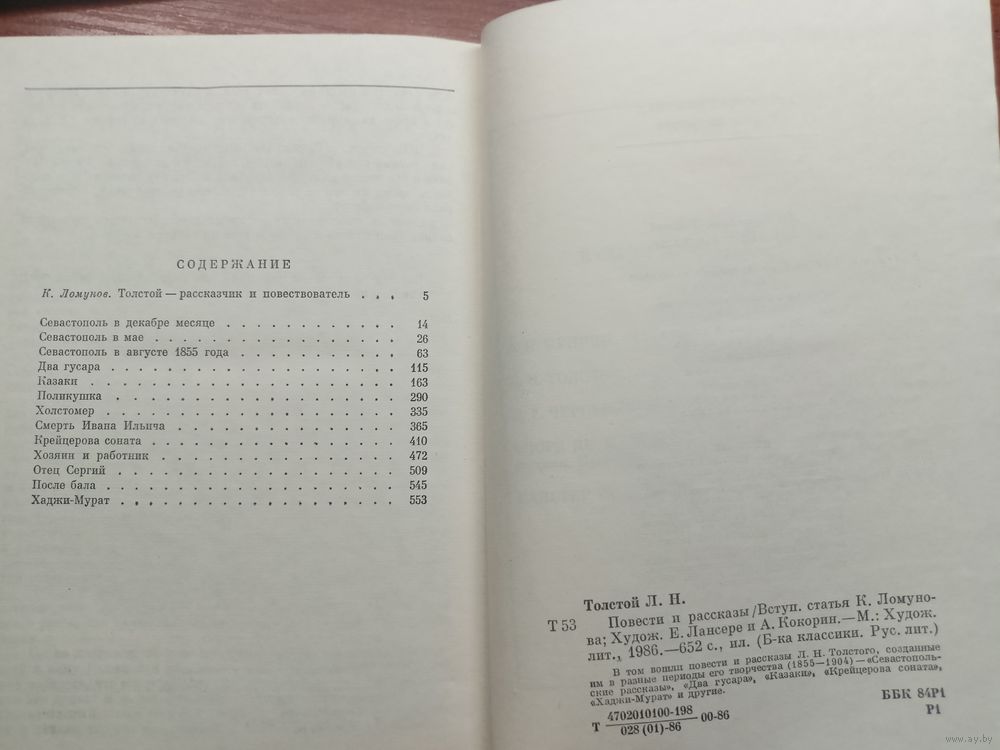 СОДЕРЖАНИЕ
К. Ломунов. Толстой — рассказчик и повествователь . . . 5
Севастополь в декабре месяце . . . . . . . . . . . . 14
Севастополь в мае . . . . . . . . . . . . . . . . . 26
Севастополь в августе 1855 года . . . . . . . . . . . 63
Два гусара . . . . . . . . . . . . . . . . . . . . 115
Казаки . . . . . . . . . . . . . . . . . . . . . 163
Поликушка . . . . . . . . . . . . . . . . . . . . 290
Холстомер . . . . . . . . . . . . . . . . . . . . 335
Смерть Ивана Ильича . . . . . . . . . . . . . . . . 365
Крейцерова соната . . . . . . . . . . . . . . . . . 410
Хозяин и работник . . . . . . . . . . . . . . . . . 472
Отец Сергий . . . . . . . . . . . . . . . . . . . 509
После бала . . . . . . . . . . . . . . . . . . . . 545
Хаджи-Мурат . . . . . . . . . . . . . . . . . . . 553
Толстой Л. Н.
Т 53 Повести и рассказы/Вступ. статья К. Ломуно-
ва; Худож. Е. Лансере и А. Кокорин.—М.: Худож.
лит., 1986.—652 с., ил. (Б-ка классики. Рус. лит.)
В том вошли повести и рассказы Л. Н. Толстого, созданные
им в разные периоды его творчества (1855—1904) — «Севастополь-
ские рассказы», «Два гусара», «Казаки», «Крейцерова соната»,
«Хаджи-Мурат» и другие.
Т 4702010100-198 00-86
028 (01)-86
ББК 84Р1
Р1
www.ay.by